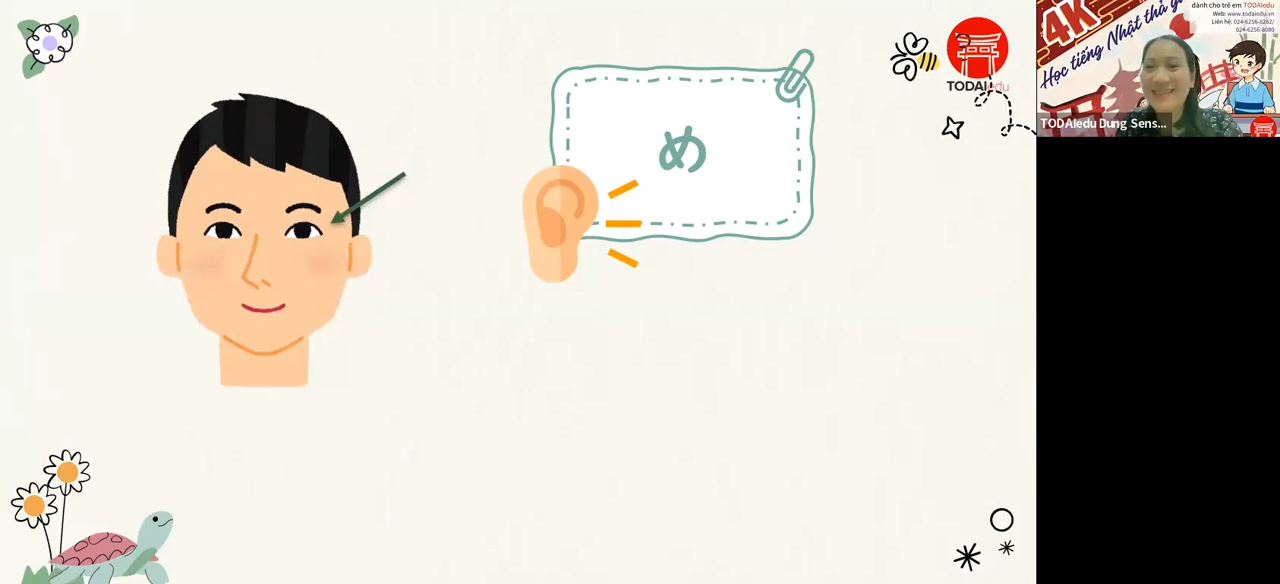 め
TODAIedu
dành cho trẻ em TODAIedu
Web: www.todaiedu.vn
Liên hệ: 024-6256-8282/
024-6256-8080
4K
Học tiếng Nhật thả
TODAIedu Dung Sens...